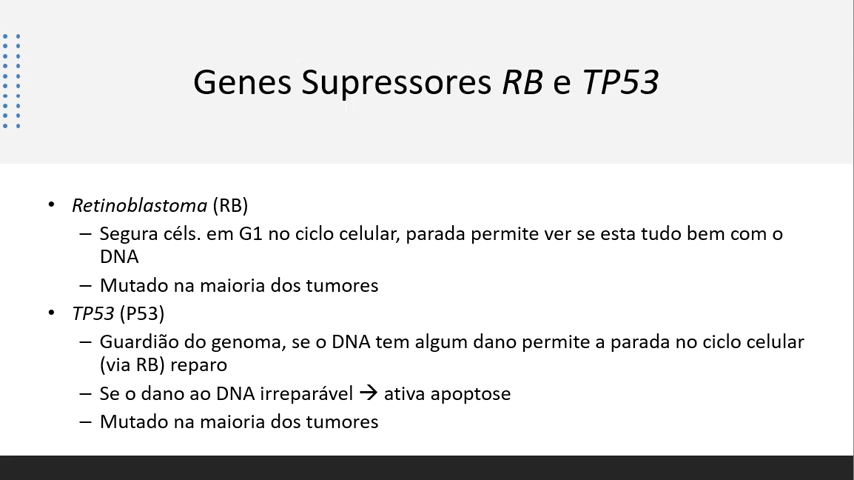 Genes Supressores RB e TP53
• Retinoblastoma (RB)
– Segura céls. em G1 no ciclo celular, parada permite ver se esta tudo bem com o
DNA
– Mutado na maioria dos tumores
• TP53 (P53)
– Guardião do genoma, se o DNA tem algum dano permite a parada no ciclo celular
(via RB) reparo
– Se o dano ao DNA irreparável → ativa apoptose
– Mutado na maioria dos tumores